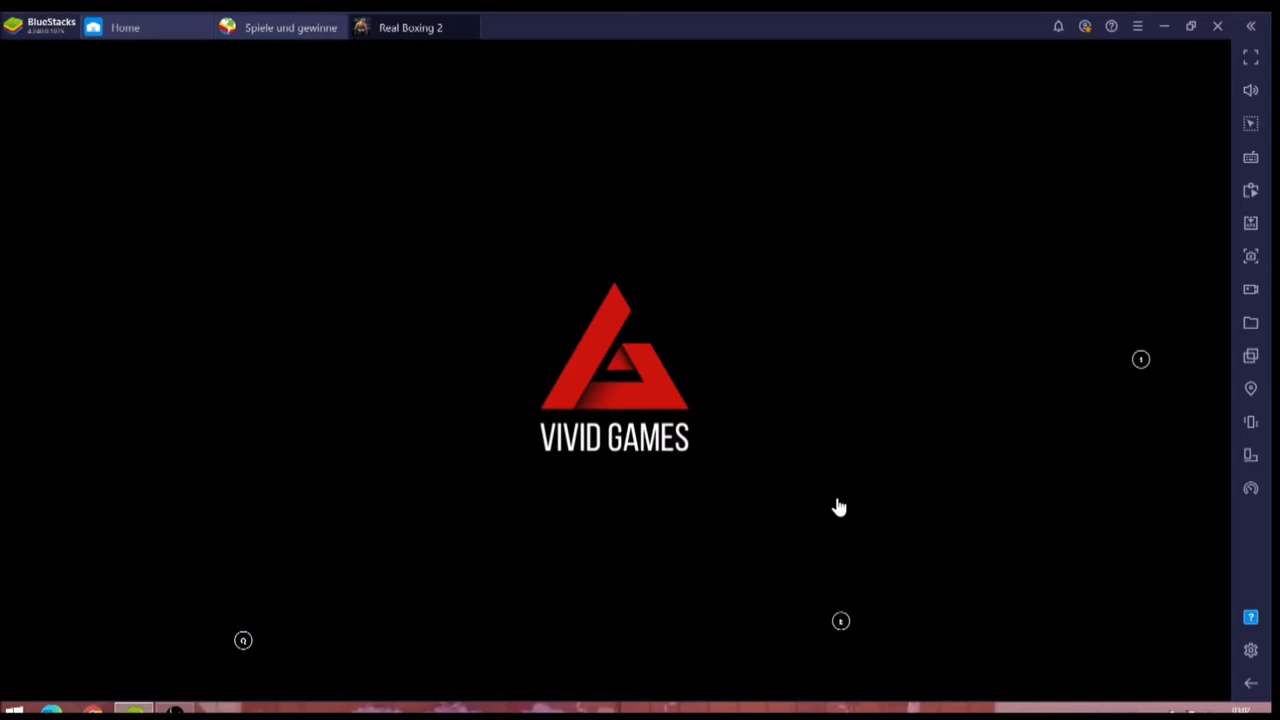 BlueStacks
Home
Spiele und gewinne
Real Boxing 2
VIVID GAMES